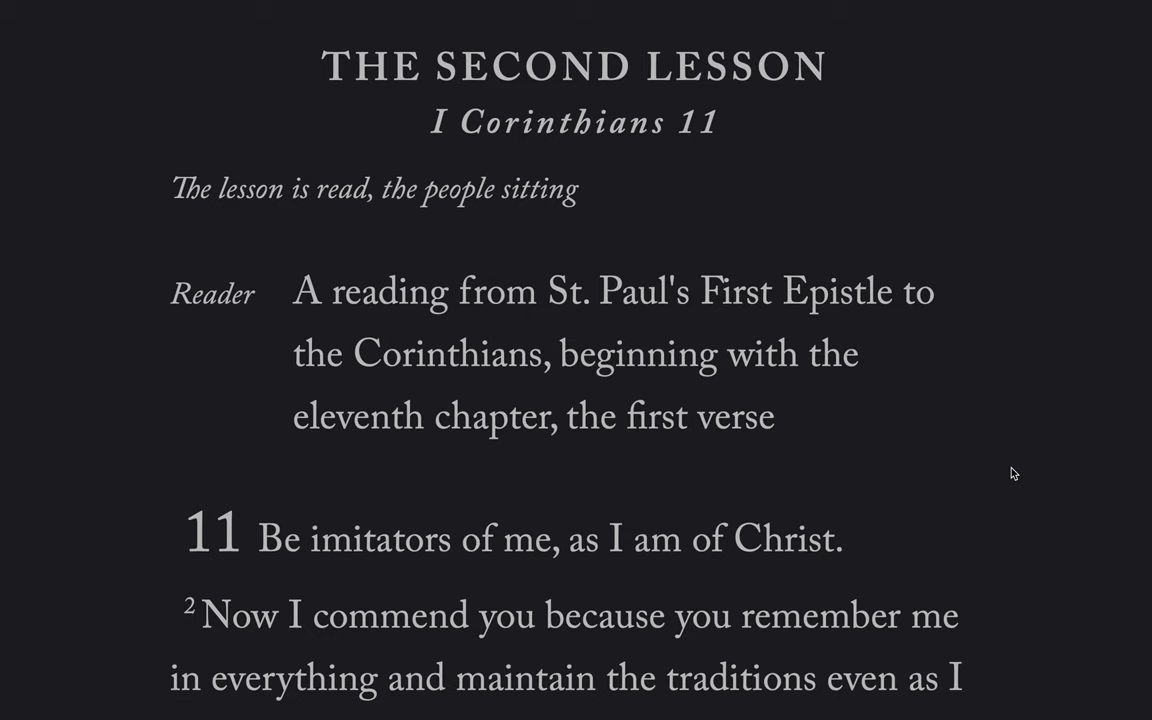 THE SECOND LESSON
I Corinthians 11
The lesson is read, the people sitting
Reader A reading from St. Paul's First Epistle to
the Corinthians, beginning with the
eleventh chapter, the first verse
11 Be imitators of me, as I am of Christ.
2 Now I commend you because you remember me
in everything and maintain the traditions even as I